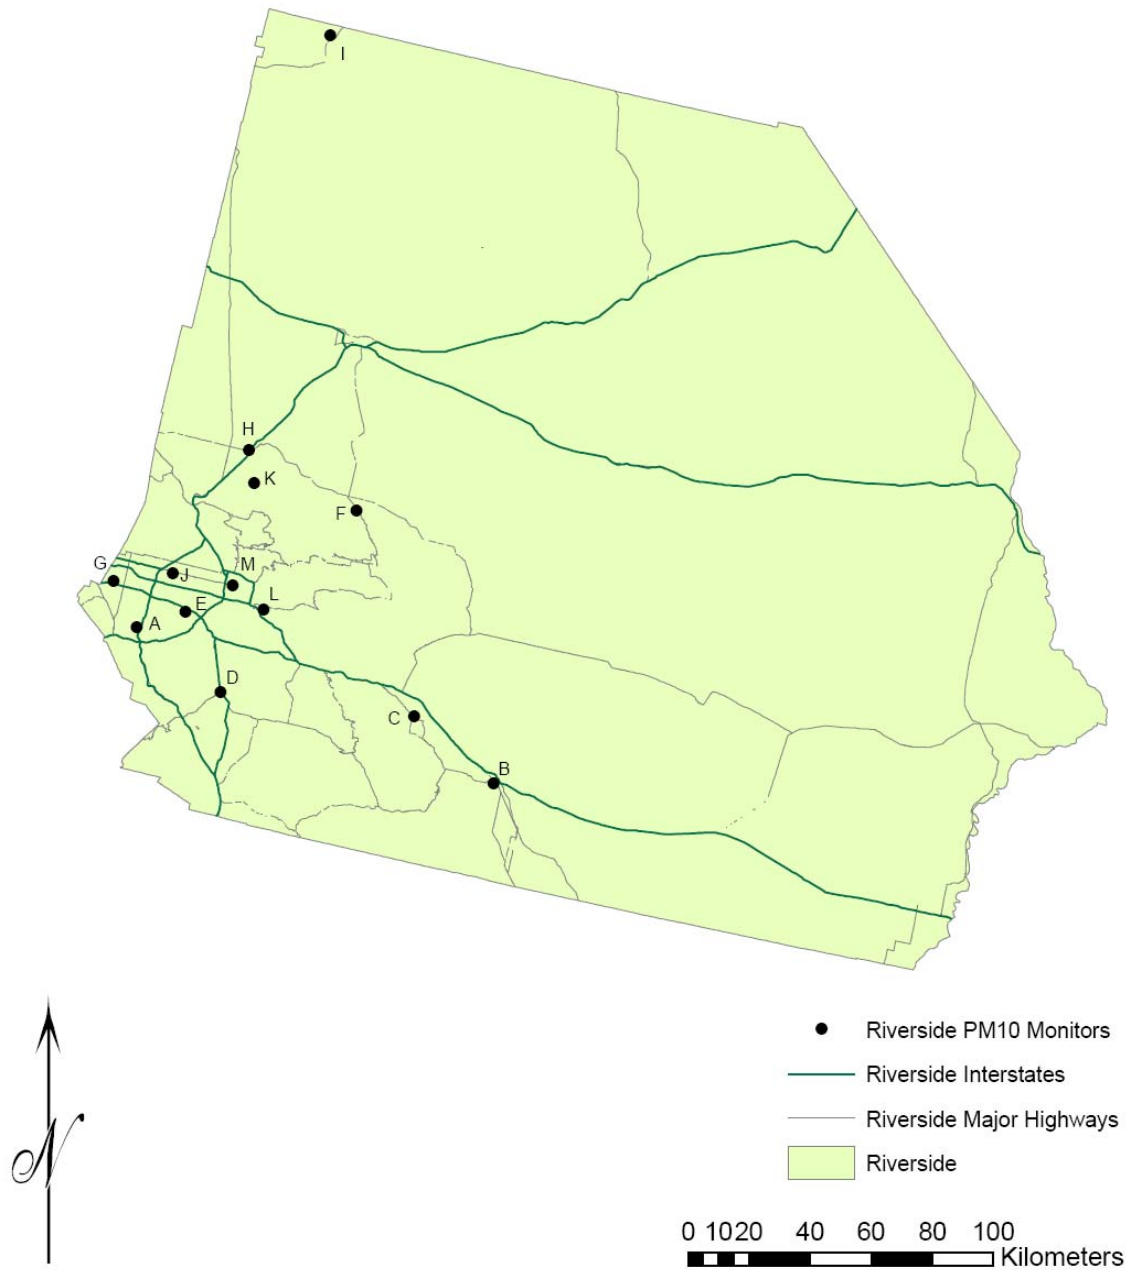 I
H
K
F
G
J
M
E
L
A
D
C
B
N
Riverside PM10 Monitors
Riverside Interstates
Riverside Major Highways
Riverside
0 10 20 40 60 80 100
Kilometers